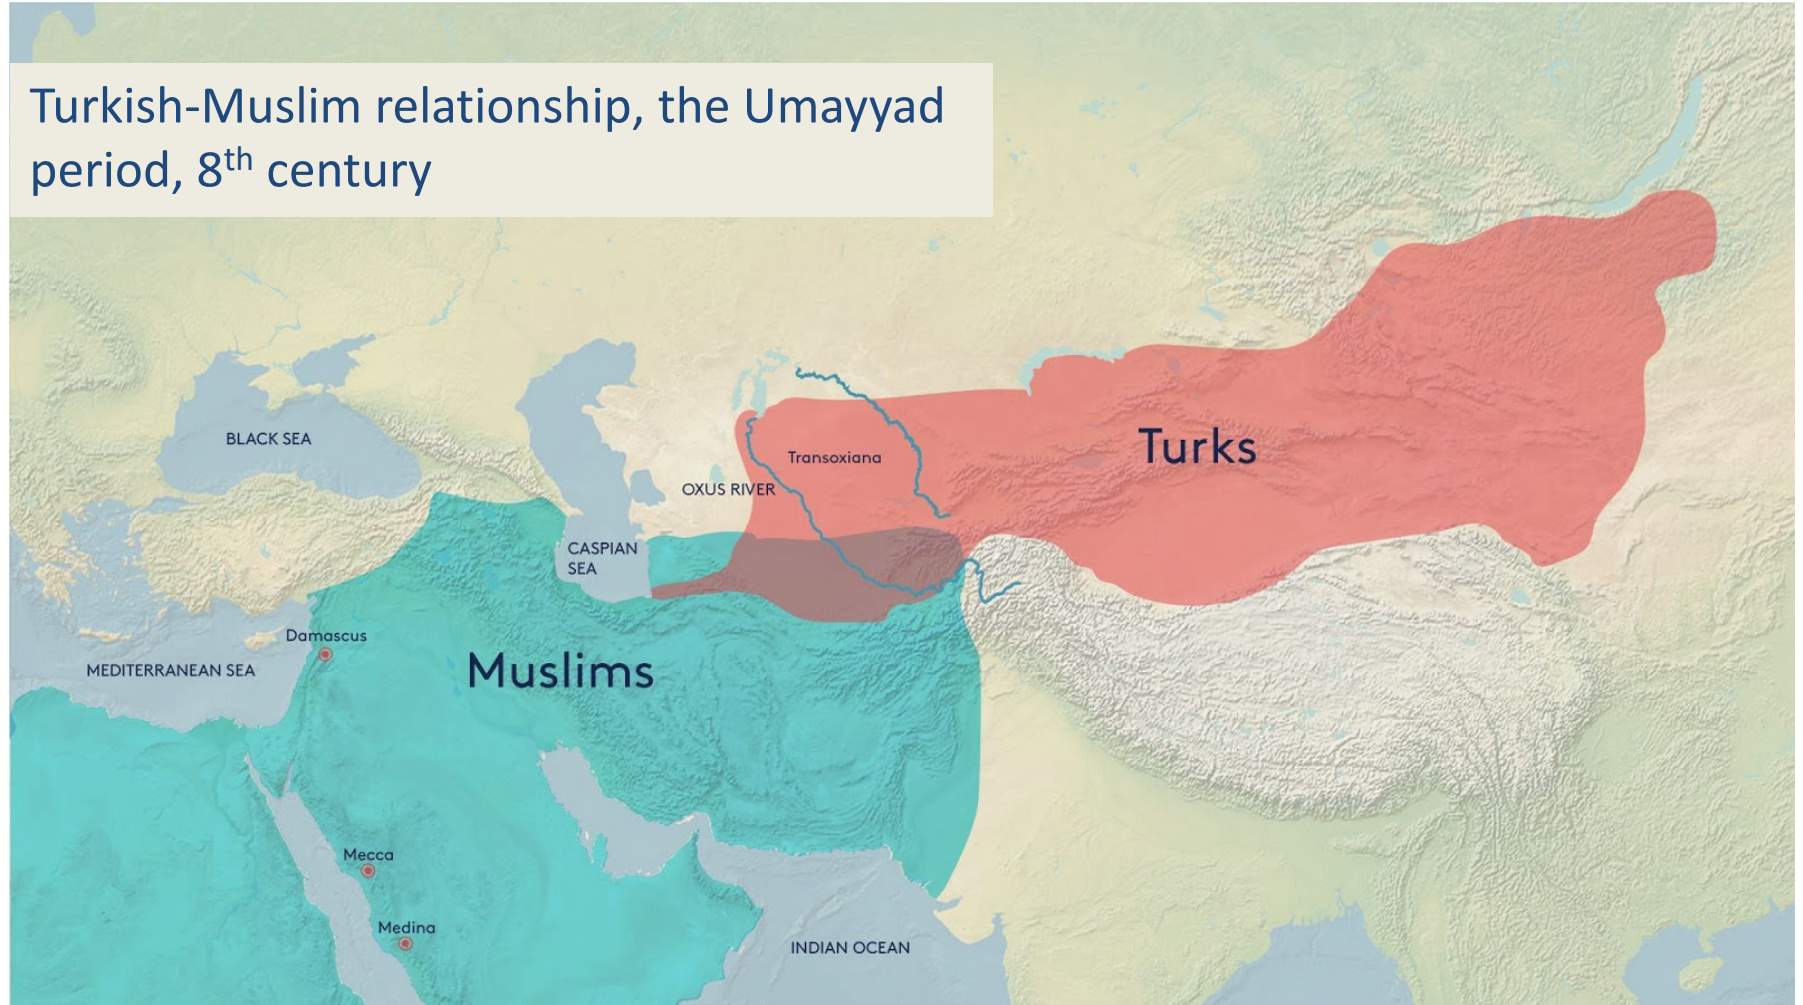 Turkish-Muslim relationship, the Umayyad
period, 8th century
BLACK SEA
Transoxiana
Turks
OXUS RIVER
CASPIAN
SEA
Damascus
MEDITERRANEAN SEA
Muslims
Mecca
Medina
INDIAN OCEAN